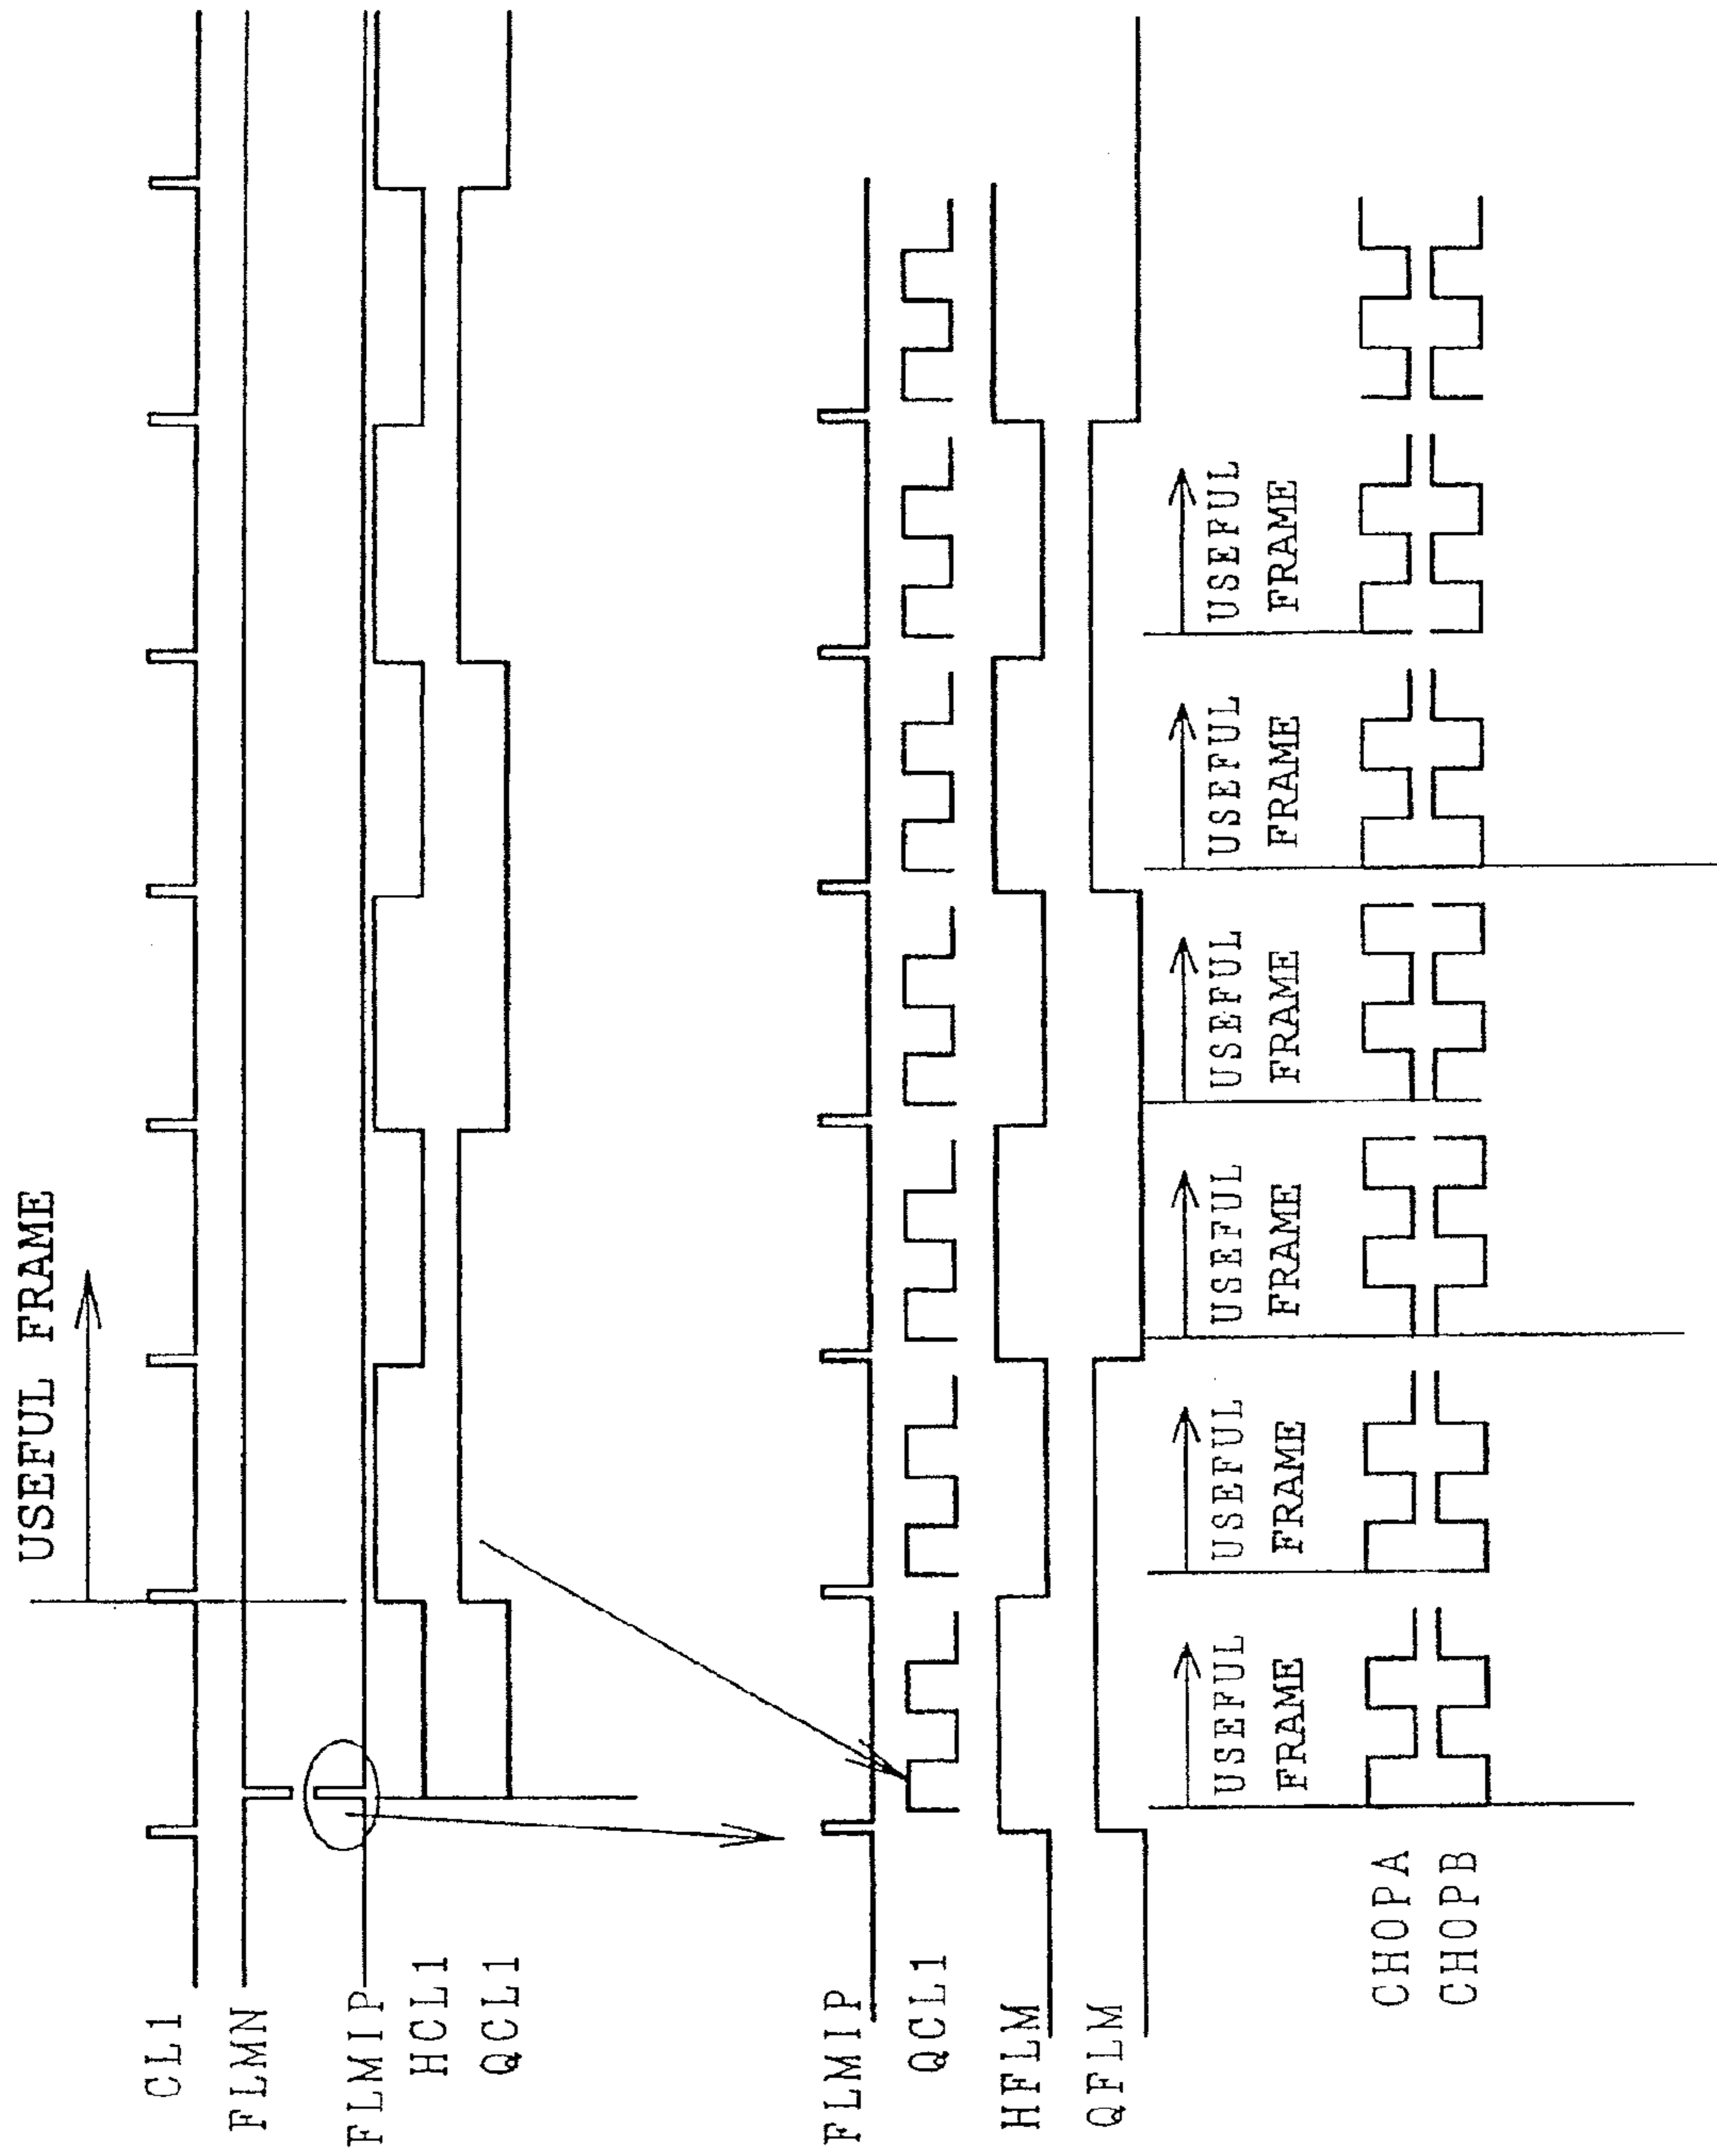 USEFUL FRAME
CL1
FLMN
FLMIP
HCL1
QCL1
FLMIP
QCL1
HFLM
QFLM
USEFUL
FRAME
USEFUL
FRAME
USEFUL
FRAME
USEFUL
FRAME
USEFUL
FRAME
USEFUL
FRAME
CHOPA
CHOPB